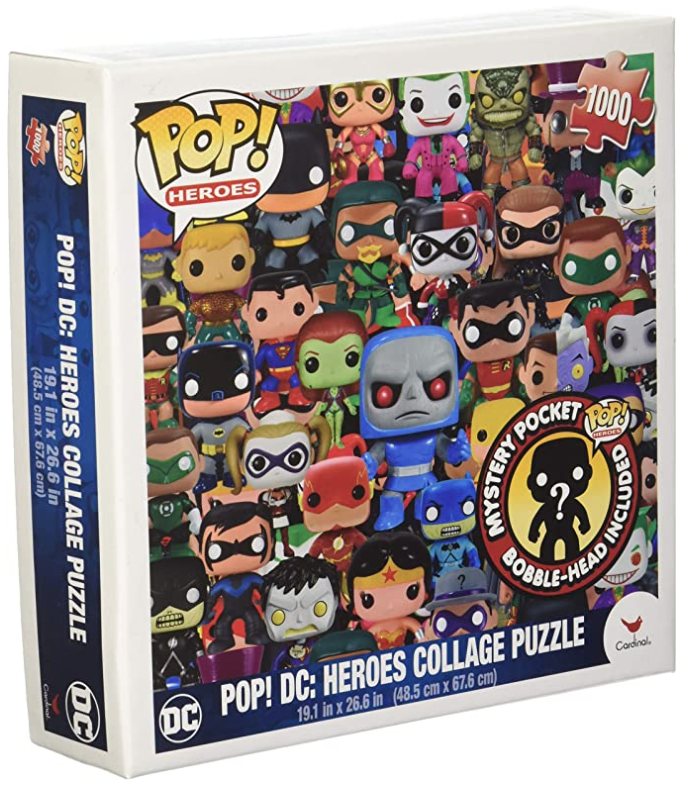 POP!
HEROES
1000
MYSTERY POCKET
POP!
HEROES
?
BOBBLE-HEAD INCLUDED
?
Cardinal®
DC
POP! DC: HEROES COLLAGE PUZZLE
19.1 in x 26.6 in (48.5 cm x 67.6 cm)
1000
POP!
HEROES
POP! DC: HEROES COLLAGE PUZZLE
19.1 in x 26.6 in
(48.5 cm x 67.6 cm)
Cardinal
DC